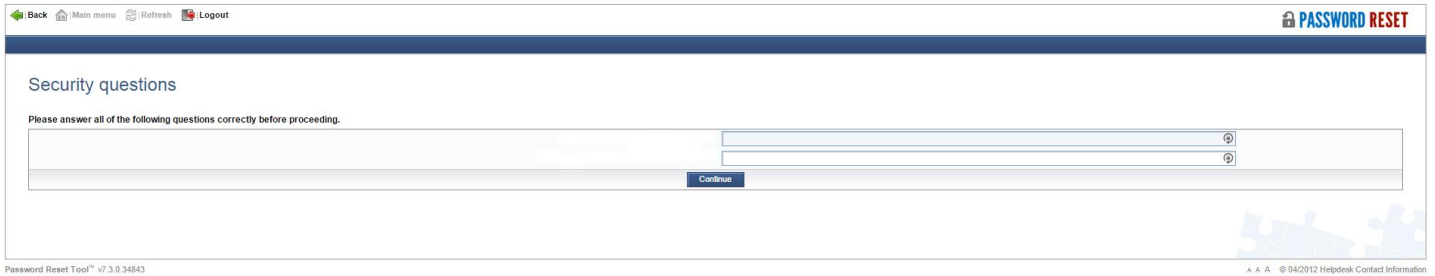 Back Main menu Refresh Logout
PASSWORD RESET
Security questions
Please answer all of the following questions correctly before proceeding.
Continue
Password Reset Tool™ v7.3.0.34843
A A A © 04/2012 Helpdesk Contact Information